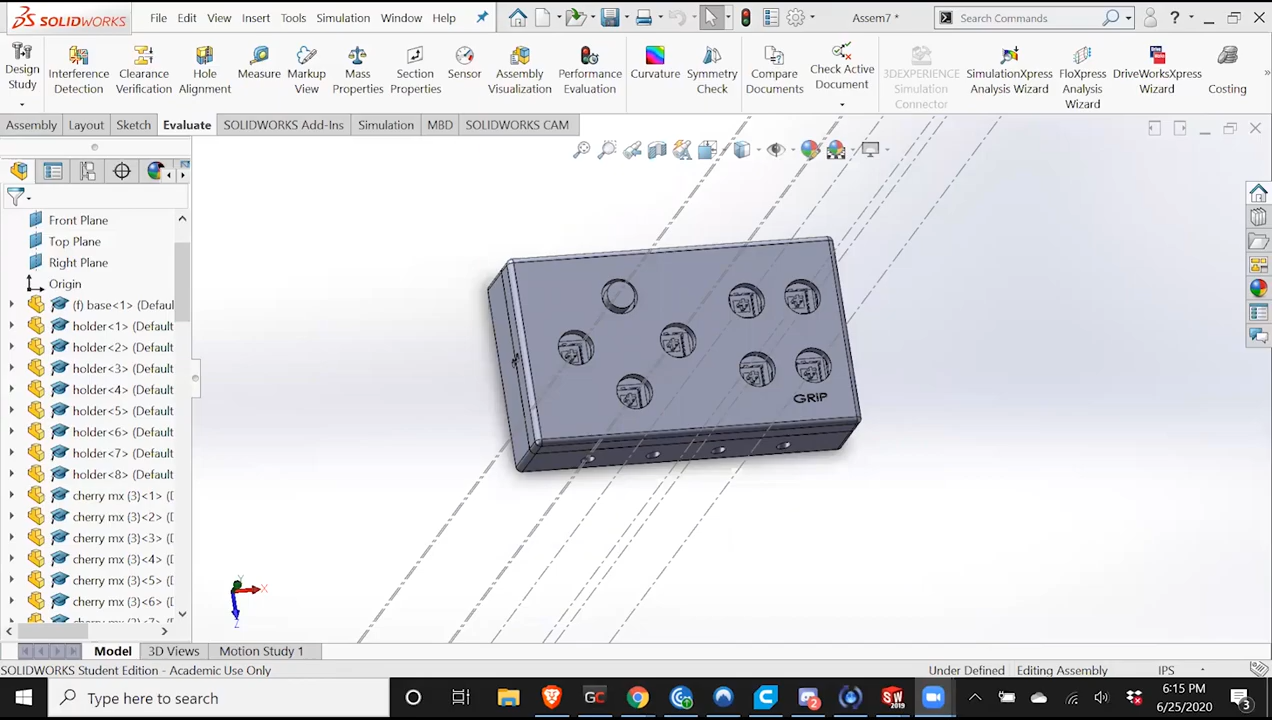 SOLIDWORKS File Edit View Insert Tools Simulation Window Help Assem7 * Search Commands
Design Study
Interference Detection
Clearance Verification
Hole Alignment
Measure
Markup View
Mass Properties
Section Properties
Sensor
Assembly Visualization
Performance Evaluation
Curvature
Symmetry Check
Compare Documents
Check Active Document
3DEXPERIENCE Simulation Connector
SimulationXpress Analysis Wizard
FloXpress Analysis Wizard
DriveWorksXpress Wizard
Costing
Assembly Layout Sketch Evaluate SOLIDWORKS Add-Ins Simulation MBD SOLIDWORKS CAM
Front Plane
Top Plane
Right Plane
Origin
(f) base<1> (Defau
holder<1> (Default
holder<2> (Default
holder<3> (Default
holder<4> (Default
holder<5> (Default
holder<6> (Default
holder<7> (Default
holder<8> (Default
cherry mx (3)<1> (
cherry mx (3)<2> (
cherry mx (3)<3> (
cherry mx (3)<4> (
cherry mx (3)<5> (
cherry mx (3)<6> (
GRiP
Y
X
Z
Model 3D Views Motion Study 1
SOLIDWORKS Student Edition - Academic Use Only Under Defined Editing Assembly IPS
Type here to search GC SW 2019 6:15 PM
6/25/2020 3